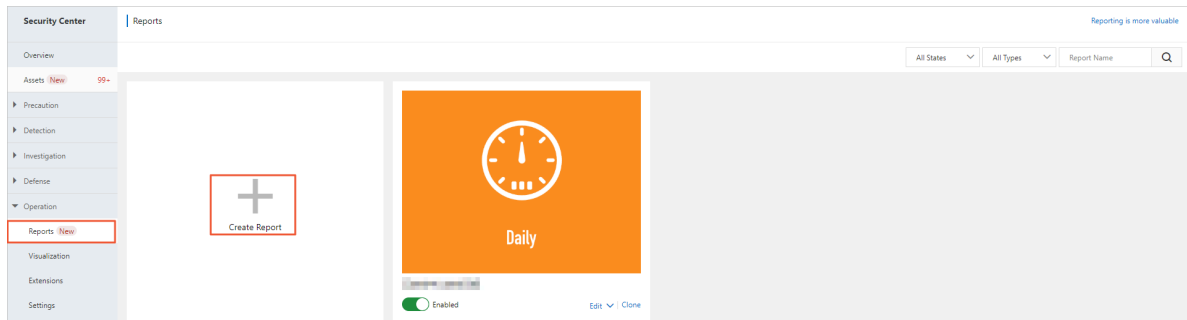 Security Center
Reports
Reporting is more valuable
Overview
All States
All Types
Report Name
Assets New 99+
Precaution
Detection
Investigation
Defense
Operation
Reports New
Visualization
Extensions
Settings
Create Report
Daily
Enabled
Edit
Clone